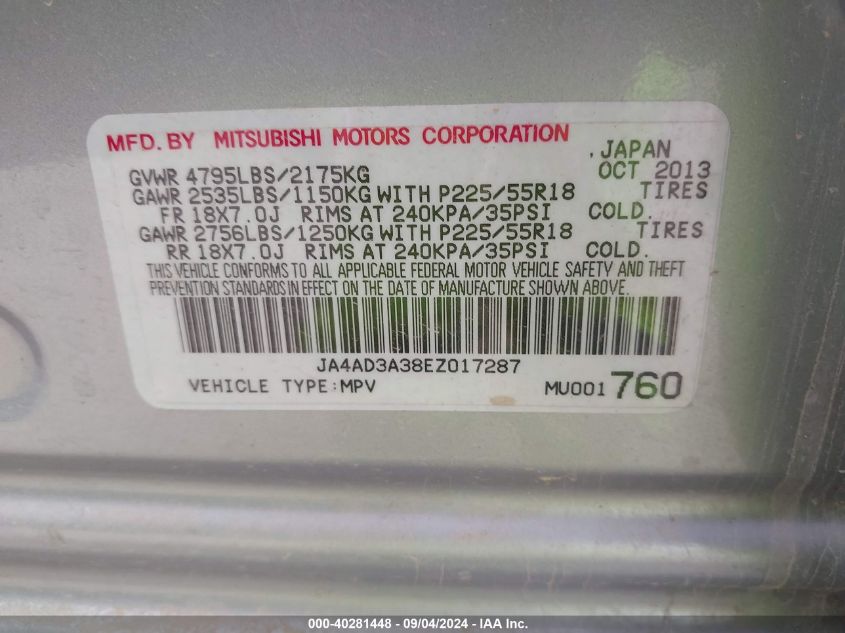 MFD. BY MITSUBISHI MOTORS CORPORATION
, JAPAN
GVWR 4795LBS/2175KG OCT 2013
GAWR 2535LBS/1150KG WITH P225/55R18 TIRES
FR 18X7.0J RIMS AT 240KPA/35PSI COLD.
GAWR 2756LBS/1250KG WITH P225/55R18 TIRES
RR 18X7.0J RIMS AT 240KPA/35PSI COLD.
THIS VEHICLE CONFORMS TO ALL APPLICABLE FEDERAL MOTOR VEHICLE SAFETY AND THEFT
PREVENTION STANDARDS IN EFFECT ON THE DATE OF MANUFACTURE SHOWN ABOVE.
JA4AD3A38EZ017287
VEHICLE TYPE:MPV MU001 760
000-40281448 - 09/04/2024 - IAA Inc.